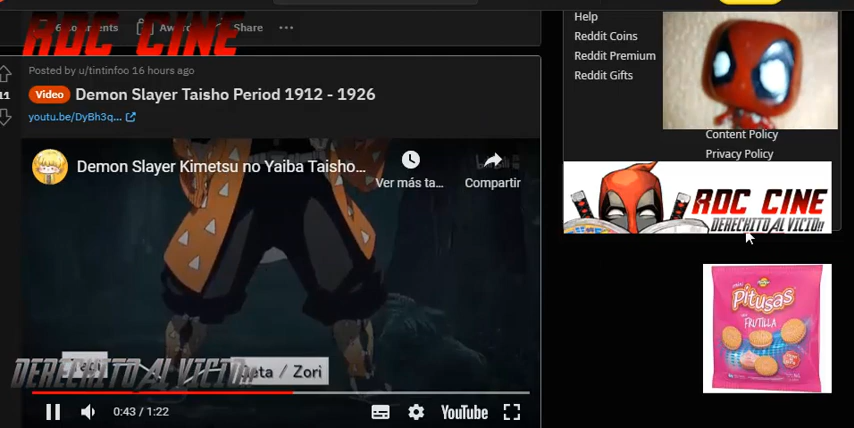 6 Comments Award Share
RDC CINE
Posted by u/tintinfoo 16 hours ago
11
Video Demon Slayer Taisho Period 1912 - 1926
youtu.be/DyBh3q...
Demon Slayer Kimetsu no Yaiba Taisho...
Ver más ta...
Compartir
Geta / Zori
DERECHITO AL VICIO!!
0:43 / 1:22
YouTube
Help
Reddit Coins
Reddit Premium
Reddit Gifts
Content Policy
Privacy Policy
RDC CINE
DERECHITO AL VICIO!!
Pitusas
FRUTILLA